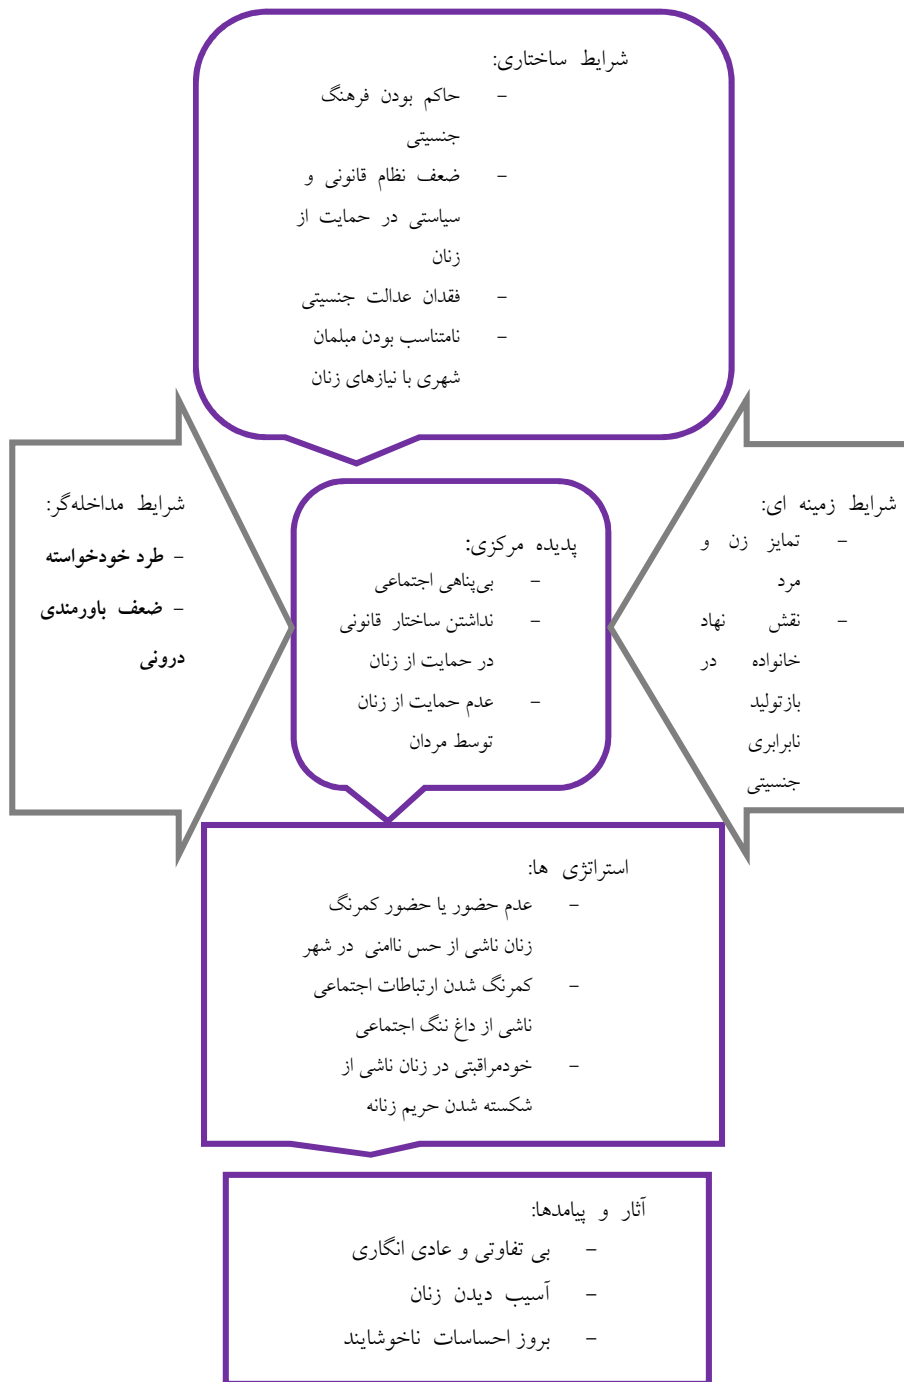 شرایط ساختاری:
- حاکم بودن فرهنگ
جنسیتی
- ضعف نظام قانونی و
سیاستی در حمایت از
زنان
- فقدان عدالت جنسیتی
- نامتناسب بودن مبلمان
شهری با نیازهای زنان
شرایط زمینه ای:
- تمایز زن و
مرد
- نقش نهاد
خانواده در
بازتولید
نابرابری
جنسیتی
پدیده مرکزی:
- بی‌پناهی اجتماعی
- نداشتن ساختار قانونی
در حمایت از زنان
- عدم حمایت از زنان
توسط مردان
شرایط مداخله‌گر:
- طرد خودخواسته
- ضعف باورمندی
درونی
استراتژی ها:
- عدم حضور یا حضور کمرنگ
زنان ناشی از حس ناامنی در شهر
- کمرنگ شدن ارتباطات اجتماعی
ناشی از داغ ننگ اجتماعی
- خودمراقبتی در زنان ناشی از
شکسته شدن حریم زنانه
آثار و پیامدها:
- بی تفاوتی و عادی انگاری
- آسیب دیدن زنان
- بروز احساسات ناخوشایند